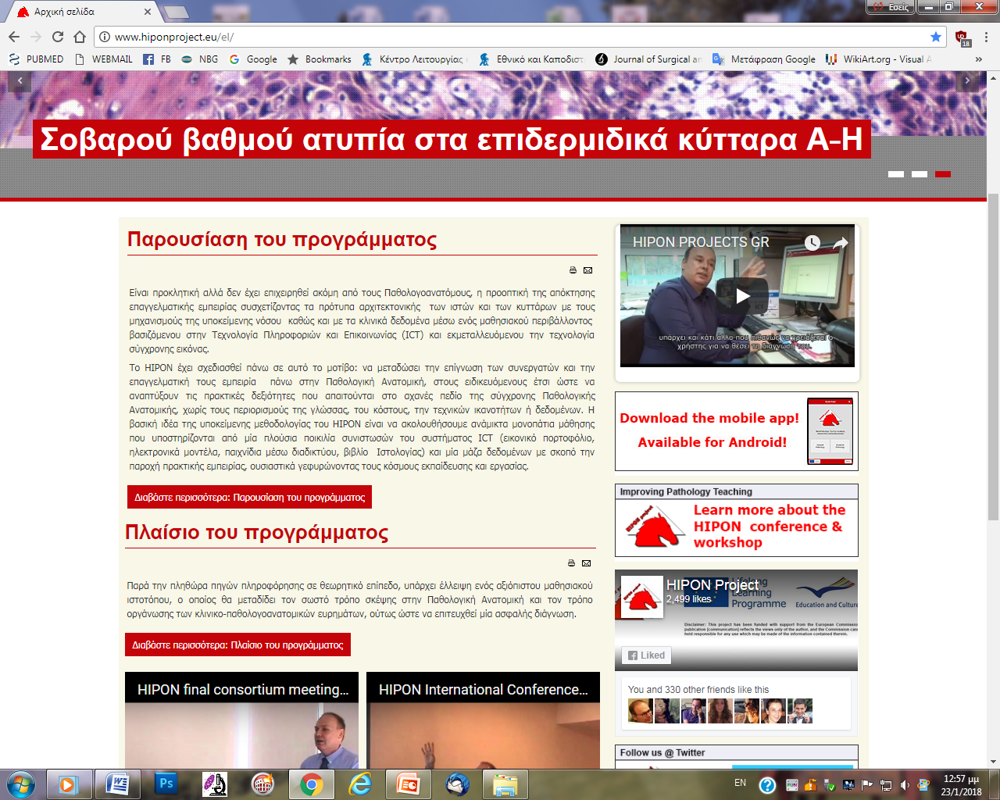 Αρχική σελίδα
Εσείς
www.hiponproject.eu/el/
18
PUBMED
WEBMAIL
FB
NBG
Google
Bookmarks
Κέντρο Λειτουργίας
Εθνικό και Καποδιστ
Journal of Surgical an
Μετάφραση Google
WikiArt.org - Visual A
Σοβαρού βαθμού ατυπία στα επιδερμιδικά κύτταρα Α-Η
Παρουσίαση του προγράμματος
Είναι προκλητική αλλά δεν έχει επιχειρηθεί ακόμη από τους Παθολογοανατόμους, η προοπτική της απόκτησης
επαγγελματικής εμπειρίας συσχετίζοντας τα πρότυπα αρχιτεκτονικής των ιστών και των κυττάρων με τους
μηχανισμούς της υποκείμενης νόσου καθώς και με τα κλινικά δεδομένα μέσω ενός μαθησιακού περιβάλλοντος
βασιζόμενου στην Τεχνολογία Πληροφοριών και Επικοινωνίας (ICT) και εκμεταλλευόμενου την τεχνολογία
σύγχρονης εικόνας.
Το HIPON έχει σχεδιασθεί πάνω σε αυτό το μοτίβο: να μεταδώσει την επίγνωση των συνεργατών και την
επαγγελματική τους εμπειρία πάνω στην Παθολογική Ανατομική, στους ειδικευόμενους έτσι ώστε να
αναπτύξουν τις πρακτικές δεξιότητες που απαιτούνται στο αχανές πεδίο της σύγχρονης Παθολογικής
Ανατομικής, χωρίς τους περιορισμούς της γλώσσας, του κόστους, την τεχνικών ικανοτήτων ή δεδομένων. Η
βασική ιδέα της υποκείμενης μεθοδολογίας του HIPON είναι να ακολουθήσουμε ανάμικτα μονοπάτια μάθησης
που υποστηρίζονται από μία πλούσια ποικιλία συνιστωσών του συστήματος ICT (εικονικό πορτοφόλιο,
ηλεκτρονικά μοντέλα, παιχνίδια μέσω διαδικτύου, βιβλίο Ιστολογίας) και μία μάζα δεδομένων με σκοπό την
παροχή πρακτικής εμπειρίας, ουσιαστικά γεφυρώνοντας τους κόσμους εκπαίδευσης και εργασίας.
Διαβάστε περισσότερα: Παρουσίαση του προγράμματος
Πλαίσιο του προγράμματος
Παρά την πληθώρα πηγών πληροφόρησης σε θεωρητικό επίπεδο, υπάρχει έλλειψη ενός αξιόπιστου μαθησιακού
ιστοτόπου, ο οποίος θα μεταδίδει τον σωστό τρόπο σκέψης στην Παθολογική Ανατομική και τον τρόπο
οργάνωσης των κλινικο-παθολογοανατομικών ευρημάτων, ούτως ώστε να επιτευχθεί μία ασφαλής διάγνωση.
Διαβάστε περισσότερα: Πλαίσιο του προγράμματος
HIPON final consortium meeting...
HIPON International Conference...
HIPON PROJECTS GR
υπάρχει και κάτι άλλο που πιθανώς να χρειάζεται ο
χρήστης για να θέσει τη διάγνωση του.
Download the mobile app!
Available for Android!
Improving Pathology Teaching
HIPON project
Learn more about the
HIPON conference &
workshop
HIPON Project
2,499 likes
Lifelong
Learning
Programme
Education and Culture
Disclaimer: This project has been funded with support from the European Commission
publication [communication] reflects the views only of the author, and the Commission can
held responsible for any use which may be made of the information contained therein.
Liked
You and 330 other friends like this
Follow us @ Twitter
Ps
EN
12:57 μμ
23/1/2018